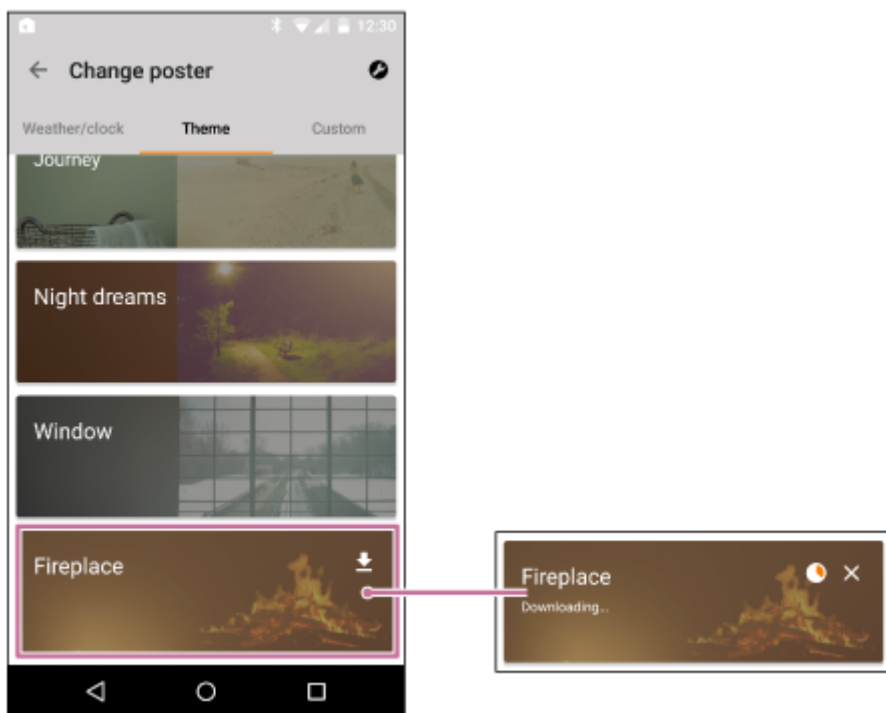 12:30
Change poster
Weather/clock Theme Custom
Journey
Night dreams
Window
Fireplace
Fireplace
Downloading...